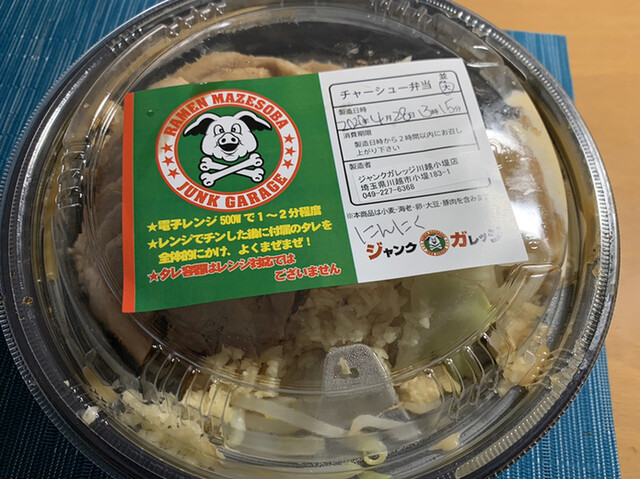 RAMEN MAZESOBA
JUNK GARAGE
★電子レンジ500Wで1~2分程度
★レンジでチンした後に付属のタレを
全体的にかけ、よくまぜまぜ!
★タレ容器はレンジ対応では
ございません
チャーシュー弁当
並
大
製造日時
2020年4月28日13時15分
消費期限
製造日時から2時間以内にお召し
上がり下さい
製造者
ジャンクガレッジ川越小堤店
埼玉県川越市小堤183-1
049-227-6368
※本商品は小麦・海老・卵・大豆・豚肉を含みます
にんにく
ジャンク ガレッジ